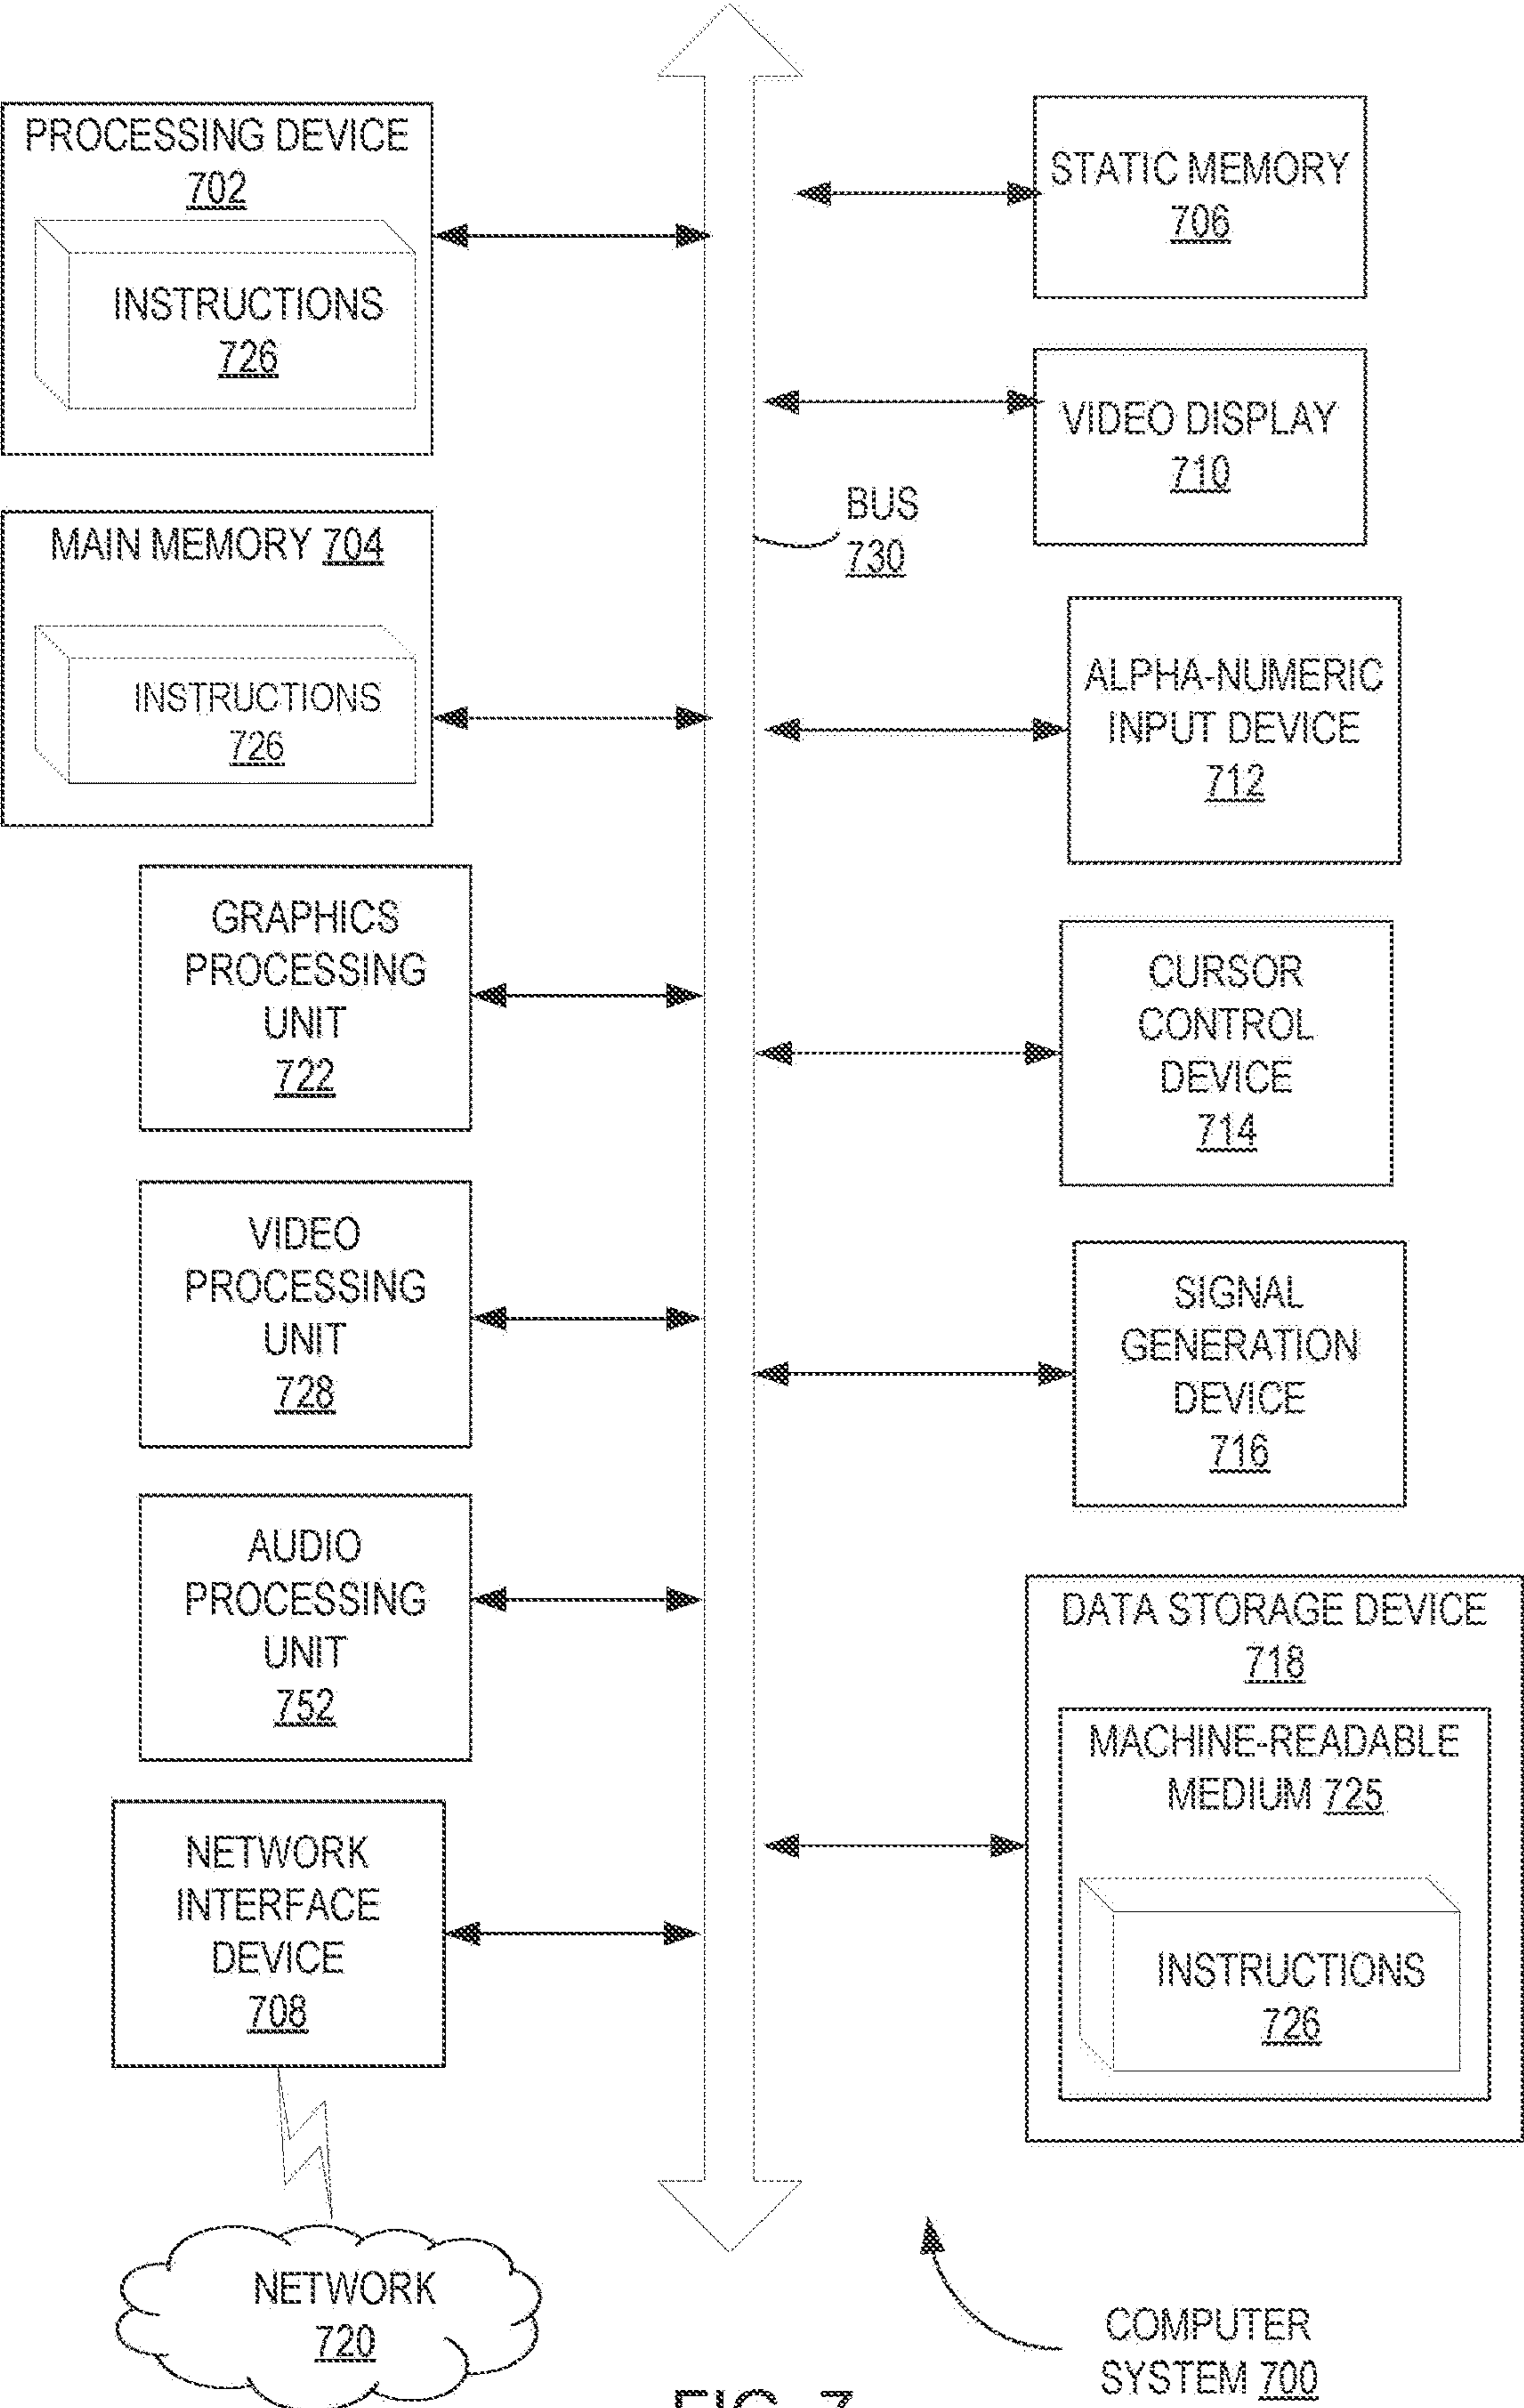 PROCESSING DEVICE
702
INSTRUCTIONS
726
MAIN MEMORY 704
INSTRUCTIONS
726
GRAPHICS
PROCESSING
UNIT
722
VIDEO
PROCESSING
UNIT
728
AUDIO
PROCESSING
UNIT
752
NETWORK
INTERFACE
DEVICE
708
NETWORK
720
BUS
730
STATIC MEMORY
706
VIDEO DISPLAY
710
ALPHA-NUMERIC
INPUT DEVICE
712
CURSOR
CONTROL
DEVICE
714
SIGNAL
GENERATION
DEVICE
716
DATA STORAGE DEVICE
718
MACHINE-READABLE
MEDIUM 725
INSTRUCTIONS
726
COMPUTER
SYSTEM 700
FIG. 7